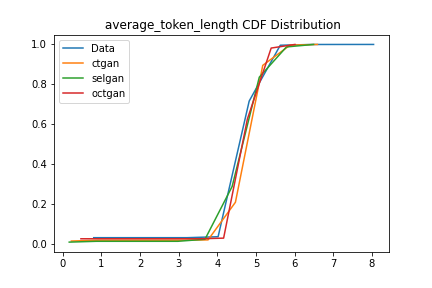 average_token_length CDF Distribution
Data
ctgan
selgan
octgan
1.0
0.8
0.6
0.4
0.2
0.0
0 1 2 3 4 5 6 7 8